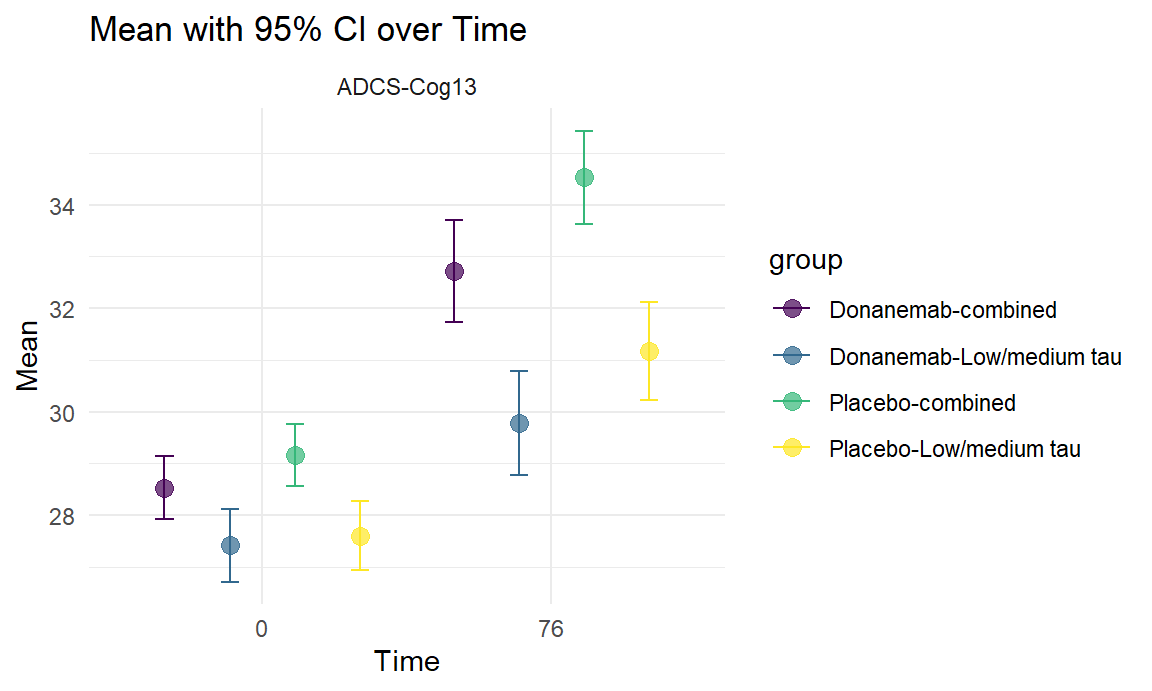 Mean with 95% CI over Time
ADCS-Cog13
Mean
34
32
30
28
0
76
Time
group
Donanemab-combined
Donanemab-Low/medium tau
Placebo-combined
Placebo-Low/medium tau